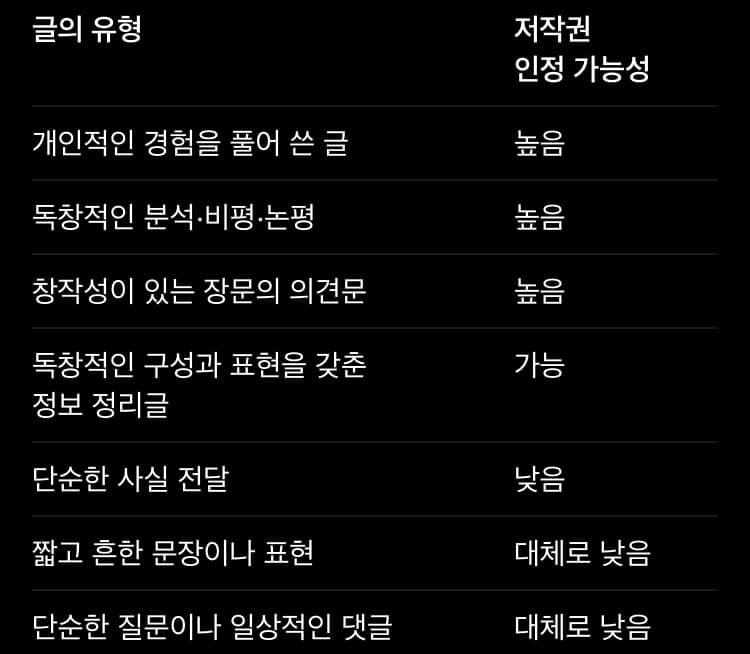 글의 유형
저작권
인정 가능성
개인적인 경험을 풀어 쓴 글
높음
독창적인 분석·비평·논평
높음
창작성이 있는 장문의 의견문
높음
독창적인 구성과 표현을 갖춘
정보 정리글
가능
단순한 사실 전달
낮음
짧고 흔한 문장이나 표현
대체로 낮음
단순한 질문이나 일상적인 댓글
대체로 낮음